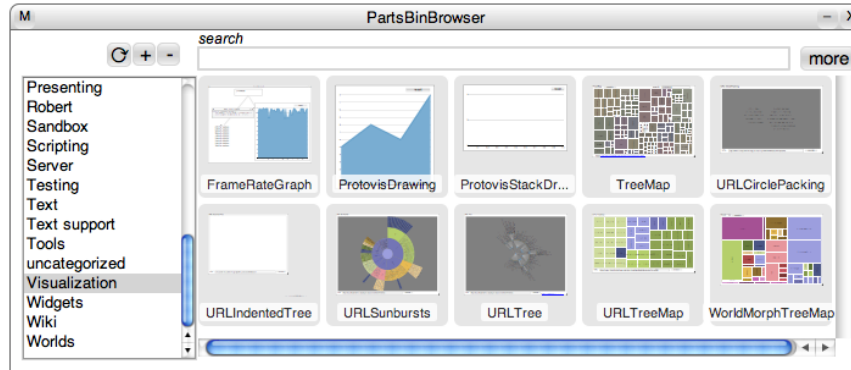 M
PartsBinBrowser
–
X
search
+
-
more
Presenting
Robert
Sandbox
Scripting
Server
Testing
Text
Text support
Tools
uncategorized
Visualization
Widgets
Wiki
Worlds
FrameRateGraph
ProtovisDrawing
ProtovisStackDr...
TreeMap
URLCirclePacking
URLIndentedTree
URLSunbursts
URLTree
URLTreeMap
WorldMorphTreeMap